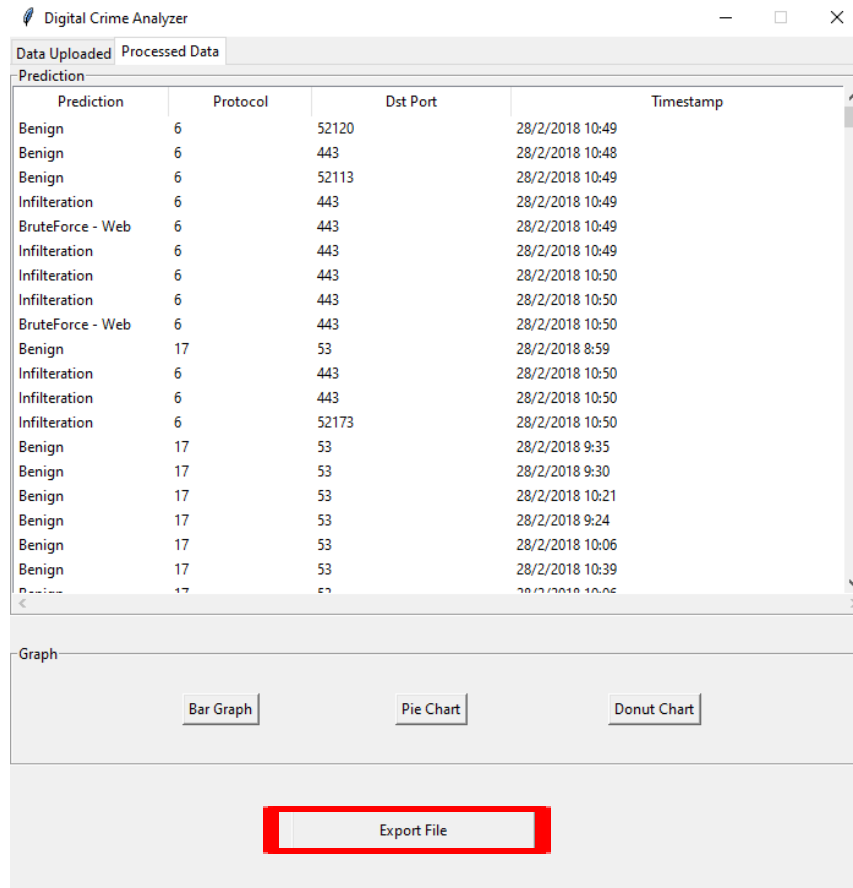 Digital Crime Analyzer
Data Uploaded Processed Data
Prediction
Prediction Protocol Dst Port Timestamp
Benign 6 52120 28/2/2018 10:49
Benign 6 443 28/2/2018 10:48
Benign 6 52113 28/2/2018 10:49
Infilteration 6 443 28/2/2018 10:49
BruteForce - Web 6 443 28/2/2018 10:49
Infilteration 6 443 28/2/2018 10:49
Infilteration 6 443 28/2/2018 10:50
Infilteration 6 443 28/2/2018 10:50
BruteForce - Web 6 443 28/2/2018 10:50
Benign 17 53 28/2/2018 8:59
Infilteration 6 443 28/2/2018 10:50
Infilteration 6 443 28/2/2018 10:50
Infilteration 6 52173 28/2/2018 10:50
Benign 17 53 28/2/2018 9:35
Benign 17 53 28/2/2018 9:30
Benign 17 53 28/2/2018 10:21
Benign 17 53 28/2/2018 9:24
Benign 17 53 28/2/2018 10:06
Benign 17 53 28/2/2018 10:39
Graph
Bar Graph Pie Chart Donut Chart
Export File